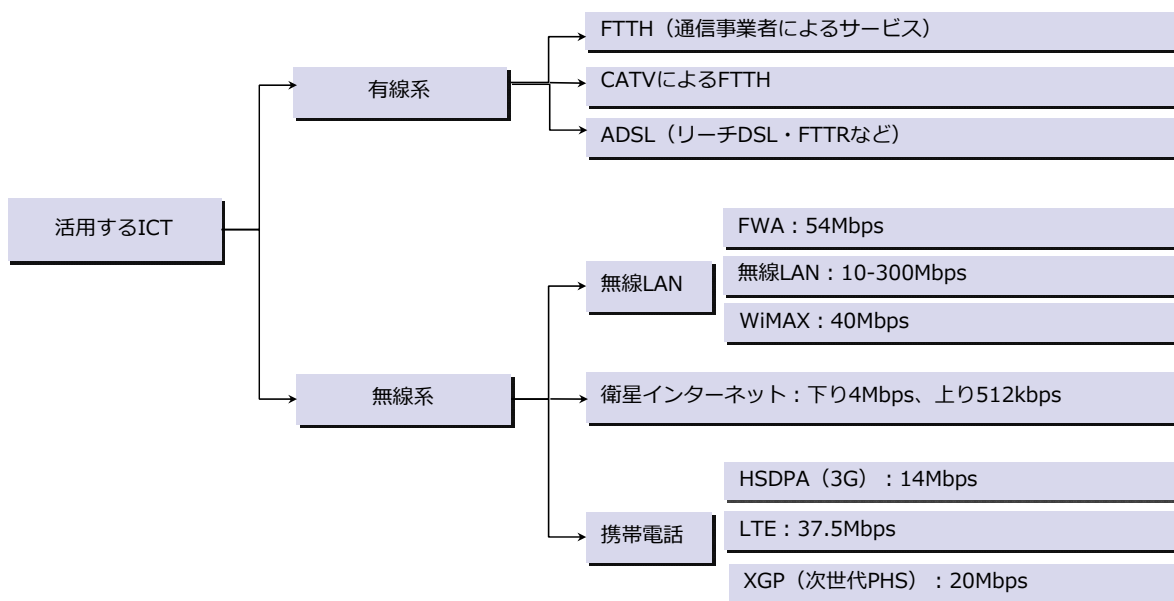 活用するICT
有線系
FTTH（通信事業者によるサービス）
CATVによるFTTH
ADSL（リーチDSL・FTTRなど）
無線系
無線LAN
FWA：54Mbps
無線LAN：10-300Mbps
WiMAX：40Mbps
衛星インターネット：下り4Mbps、上り512kbps
携帯電話
HSDPA（3G）：14Mbps
LTE：37.5Mbps
XGP（次世代PHS）：20Mbps